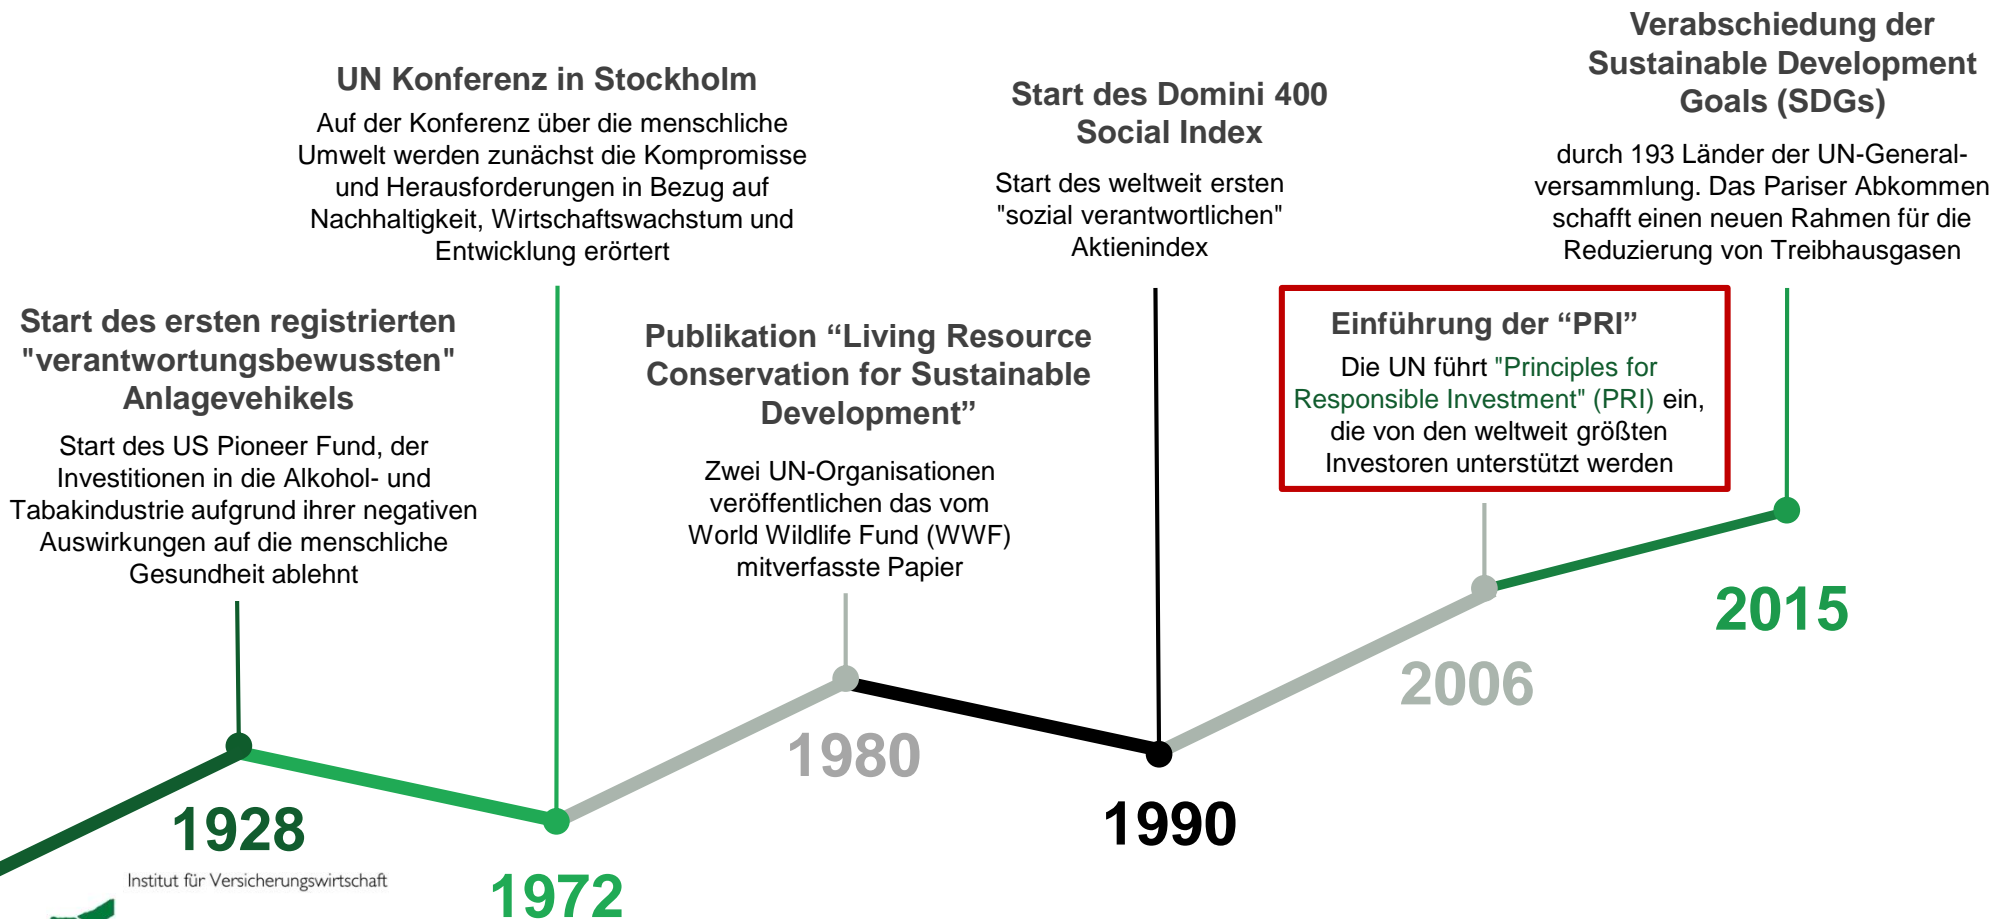 Start des ersten registrierten
"verantwortungsbewussten"
Anlagevehikels
Start des US Pioneer Fund, der
Investitionen in die Alkohol- und
Tabakindustrie aufgrund ihrer negativen
Auswirkungen auf die menschliche
Gesundheit ablehnt
1928
UN Konferenz in Stockholm
Auf der Konferenz über die menschliche
Umwelt werden zunächst die Kompromisse
und Herausforderungen in Bezug auf
Nachhaltigkeit, Wirtschaftswachstum und
Entwicklung erörtert
1972
Publikation “Living Resource
Conservation for Sustainable
Development”
Zwei UN-Organisationen
veröffentlichen das vom
World Wildlife Fund (WWF)
mitverfasste Papier
1980
Start des Domini 400
Social Index
Start des weltweit ersten
"sozial verantwortlichen"
Aktienindex
1990
Einführung der “PRI”
Die UN führt "Principles for
Responsible Investment" (PRI) ein,
die von den weltweit größten
Investoren unterstützt werden
2006
Verabschiedung der
Sustainable Development
Goals (SDGs)
durch 193 Länder der UN-General-
versammlung. Das Pariser Abkommen
schafft einen neuen Rahmen für die
Reduzierung von Treibhausgasen
2015
Institut für Versicherungswirtschaft